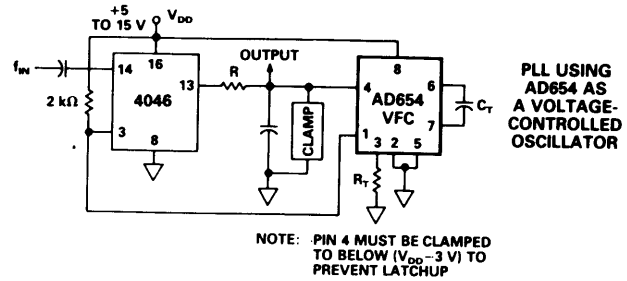 +5
TO 15 V
V_DD
f_IN
14
16
13
4046
2 kΩ
3
8
R
OUTPUT
CLAMP
8
4
6
AD654
VFC
7
1
3
2
5
C_T
R_T
PLL USING
AD654 AS
A VOLTAGE-
CONTROLLED
OSCILLATOR
NOTE: PIN 4 MUST BE CLAMPED
TO BELOW (V_DD–3 V) TO
PREVENT LATCHUP